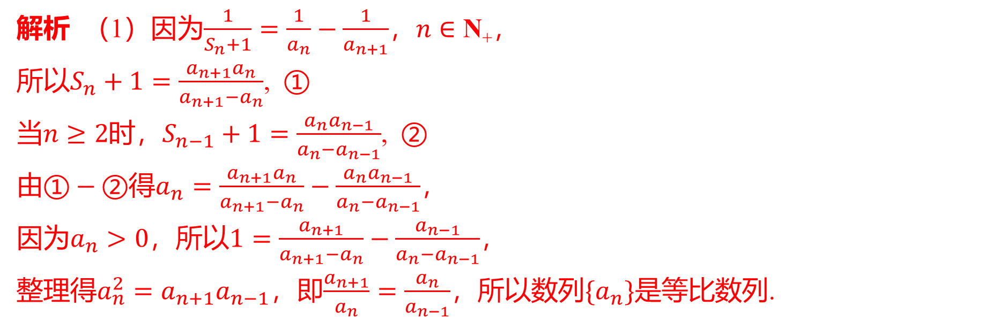 解析 （1）因为$\frac{1}{S_n+1}=\frac{1}{a_n}-\frac{1}{a_{n+1}}$，$n\in\mathbf{N}_+$，
所以$S_n+1=\frac{a_{n+1}a_n}{a_{n+1}-a_n}$，①
当$n\geq 2$时，$S_{n-1}+1=\frac{a_na_{n-1}}{a_n-a_{n-1}}$，②
由①－②得$a_n=\frac{a_{n+1}a_n}{a_{n+1}-a_n}-\frac{a_na_{n-1}}{a_n-a_{n-1}}$，
因为$a_n>0$，所以$1=\frac{a_{n+1}}{a_{n+1}-a_n}-\frac{a_{n-1}}{a_n-a_{n-1}}$，
整理得$a_n^2=a_{n+1}a_{n-1}$，即$\frac{a_{n+1}}{a_n}=\frac{a_n}{a_{n-1}}$，所以数列$\{a_n\}$是等比数列.